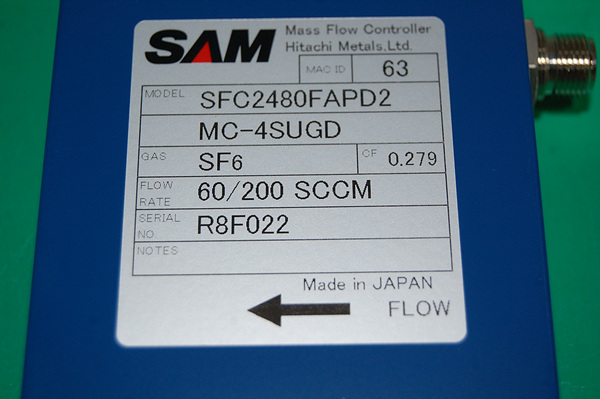 SAM
Mass Flow Controller
Hitachi Metals,Ltd.
MAC ID 63
MODEL SFC2480FAPD2
MC-4SUGD
GAS SF6 CF 0.279
FLOW RATE 60/200 SCCM
SERIAL NO. R8F022
NOTES
Made in JAPAN
FLOW